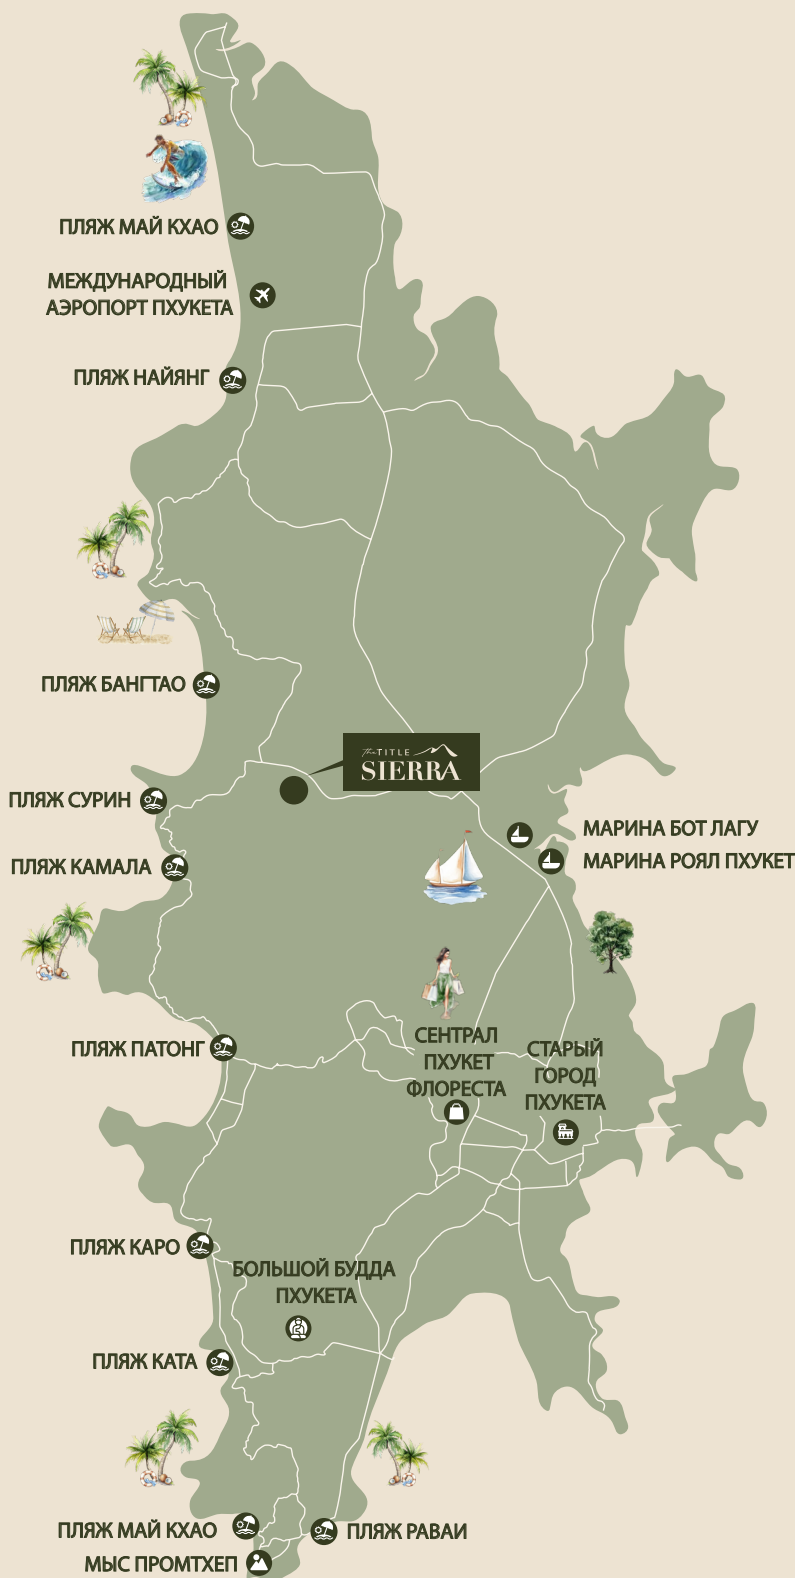 ПЛЯЖ МАЙ КХАО
МЕЖДУНАРОДНЫЙ
АЭРОПОРТ ПХУКЕТА
ПЛЯЖ НАЙЯНГ
ПЛЯЖ БАНГТАО
the TITLE
SIERRA
ПЛЯЖ СУРИН
МАРИНА БОТ ЛАГУ
МАРИНА РОЯЛ ПХУКЕТ
ПЛЯЖ КАМАЛА
ПЛЯЖ ПАТОНГ
СЕНТРАЛ
ПХУКЕТ
ФЛОРЕСТА
СТАРЫЙ
ГОРОД
ПХУКЕТА
ПЛЯЖ КАРО
БОЛЬШОЙ БУДДА
ПХУКЕТА
ПЛЯЖ КАТА
ПЛЯЖ МАЙ КХАО
ПЛЯЖ РАВАИ
МЫС ПРОМТХЕП